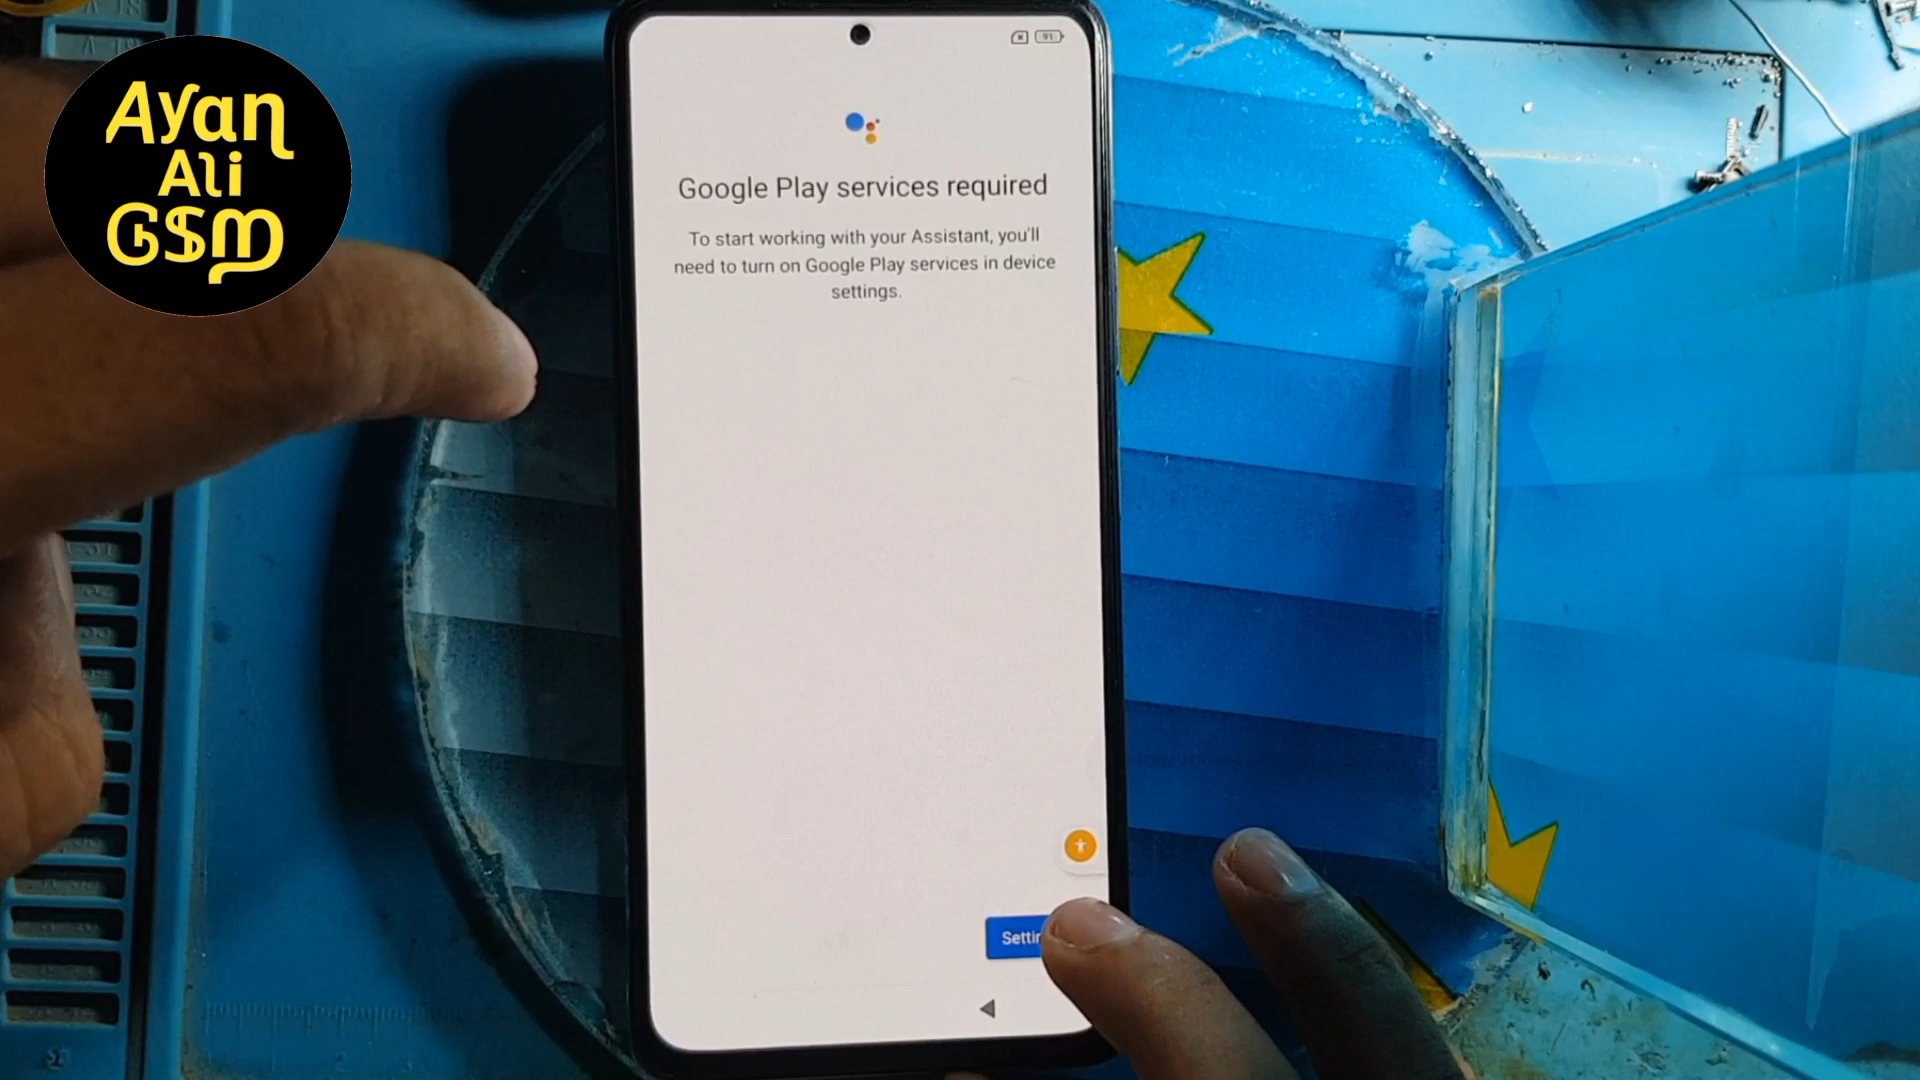 Ayan
Ali
GSM
91
Google Play services required
To start working with your Assistant, you'll
need to turn on Google Play services in device
settings.